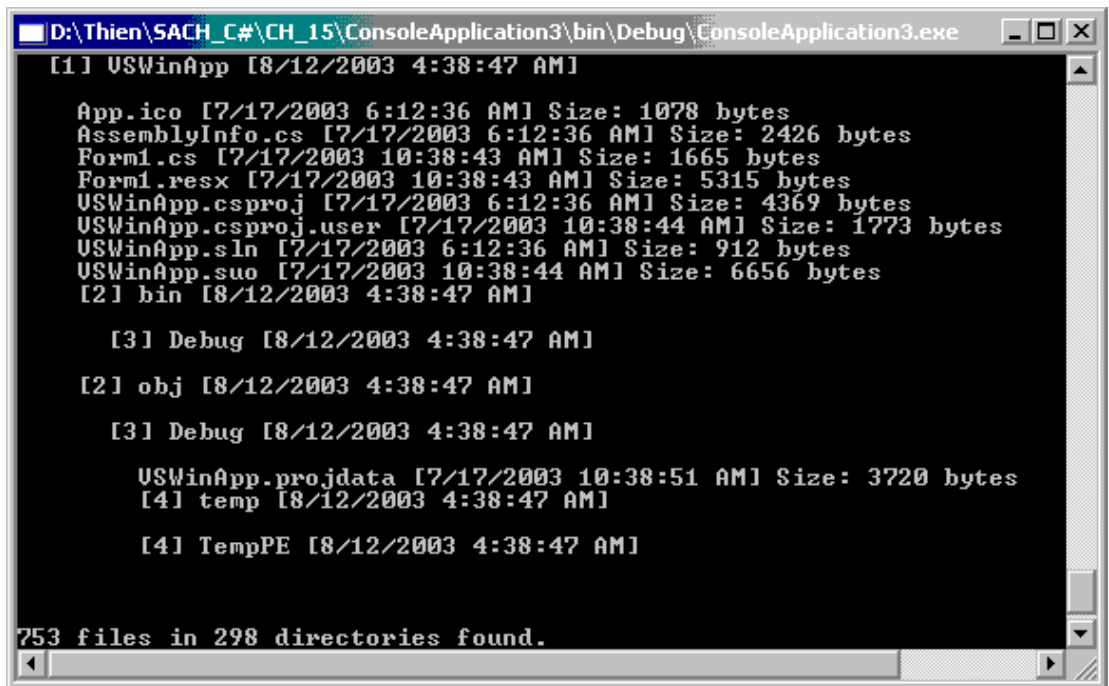 D:\Thien\SACH_C#\CH_15\ConsoleApplication3\bin\Debug\ConsoleApplication3.exe
[1] VSWinApp [8/12/2003 4:38:47 AM]
App.ico [7/17/2003 6:12:36 AM] Size: 1078 bytes
AssemblyInfo.cs [7/17/2003 6:12:36 AM] Size: 2426 bytes
Form1.cs [7/17/2003 10:38:43 AM] Size: 1665 bytes
Form1.resx [7/17/2003 10:38:43 AM] Size: 5315 bytes
VSWinApp.csproj [7/17/2003 6:12:36 AM] Size: 4369 bytes
VSWinApp.csproj.user [7/17/2003 10:38:44 AM] Size: 1773 bytes
VSWinApp.sln [7/17/2003 6:12:36 AM] Size: 912 bytes
VSWinApp.suo [7/17/2003 10:38:44 AM] Size: 6656 bytes
[2] bin [8/12/2003 4:38:47 AM]
[3] Debug [8/12/2003 4:38:47 AM]
[2] obj [8/12/2003 4:38:47 AM]
[3] Debug [8/12/2003 4:38:47 AM]
VSWinApp.projdata [7/17/2003 10:38:51 AM] Size: 3720 bytes
[4] temp [8/12/2003 4:38:47 AM]
[4] TempPE [8/12/2003 4:38:47 AM]
753 files in 298 directories found.